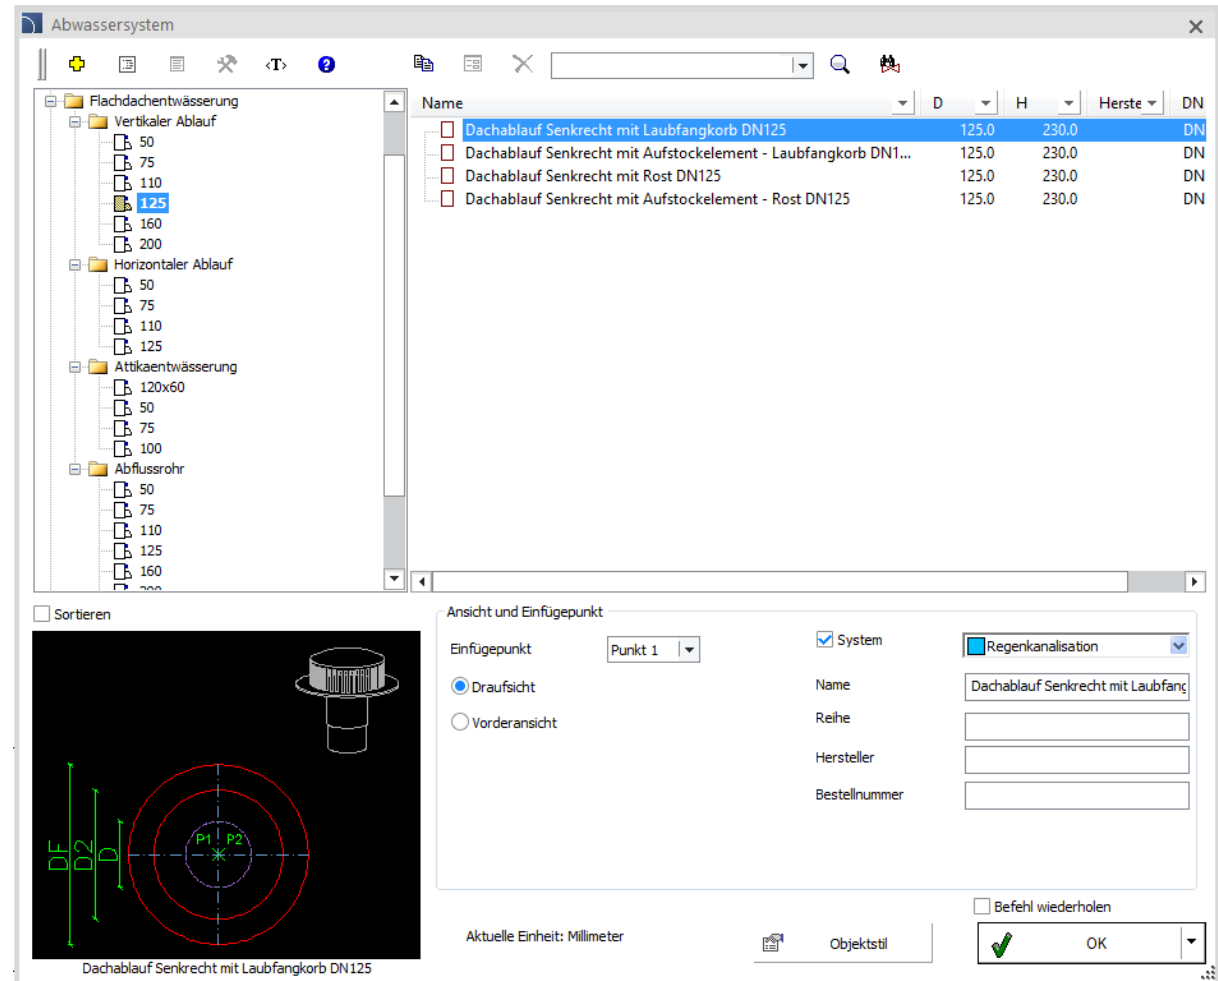 Abwassersystem
<T> ?
Flachdachentwässerung
Vertikaler Ablauf
50
75
110
125
160
200
Horizontaler Ablauf
50
75
110
125
Attikaentwässerung
120x60
50
75
100
Abflussrohr
50
75
110
125
160
200
Name D H Herste DN
Dachablauf Senkrecht mit Laubfangkorb DN125 125.0 230.0 DN
Dachablauf Senkrecht mit Aufstockelement - Laubfangkorb DN1... 125.0 230.0 DN
Dachablauf Senkrecht mit Rost DN125 125.0 230.0 DN
Dachablauf Senkrecht mit Aufstockelement - Rost DN125 125.0 230.0 DN
Sortieren
DF D2 D P1 P2
Dachablauf Senkrecht mit Laubfangkorb DN125
Ansicht und Einfügepunkt
Einfügepunkt Punkt 1
Draufsicht
Vorderansicht
System Regenkanalisation
Name Dachablauf Senkrecht mit Laubfang
Reihe
Hersteller
Bestellnummer
Befehl wiederholen
Aktuelle Einheit: Millimeter
Objektstil
OK